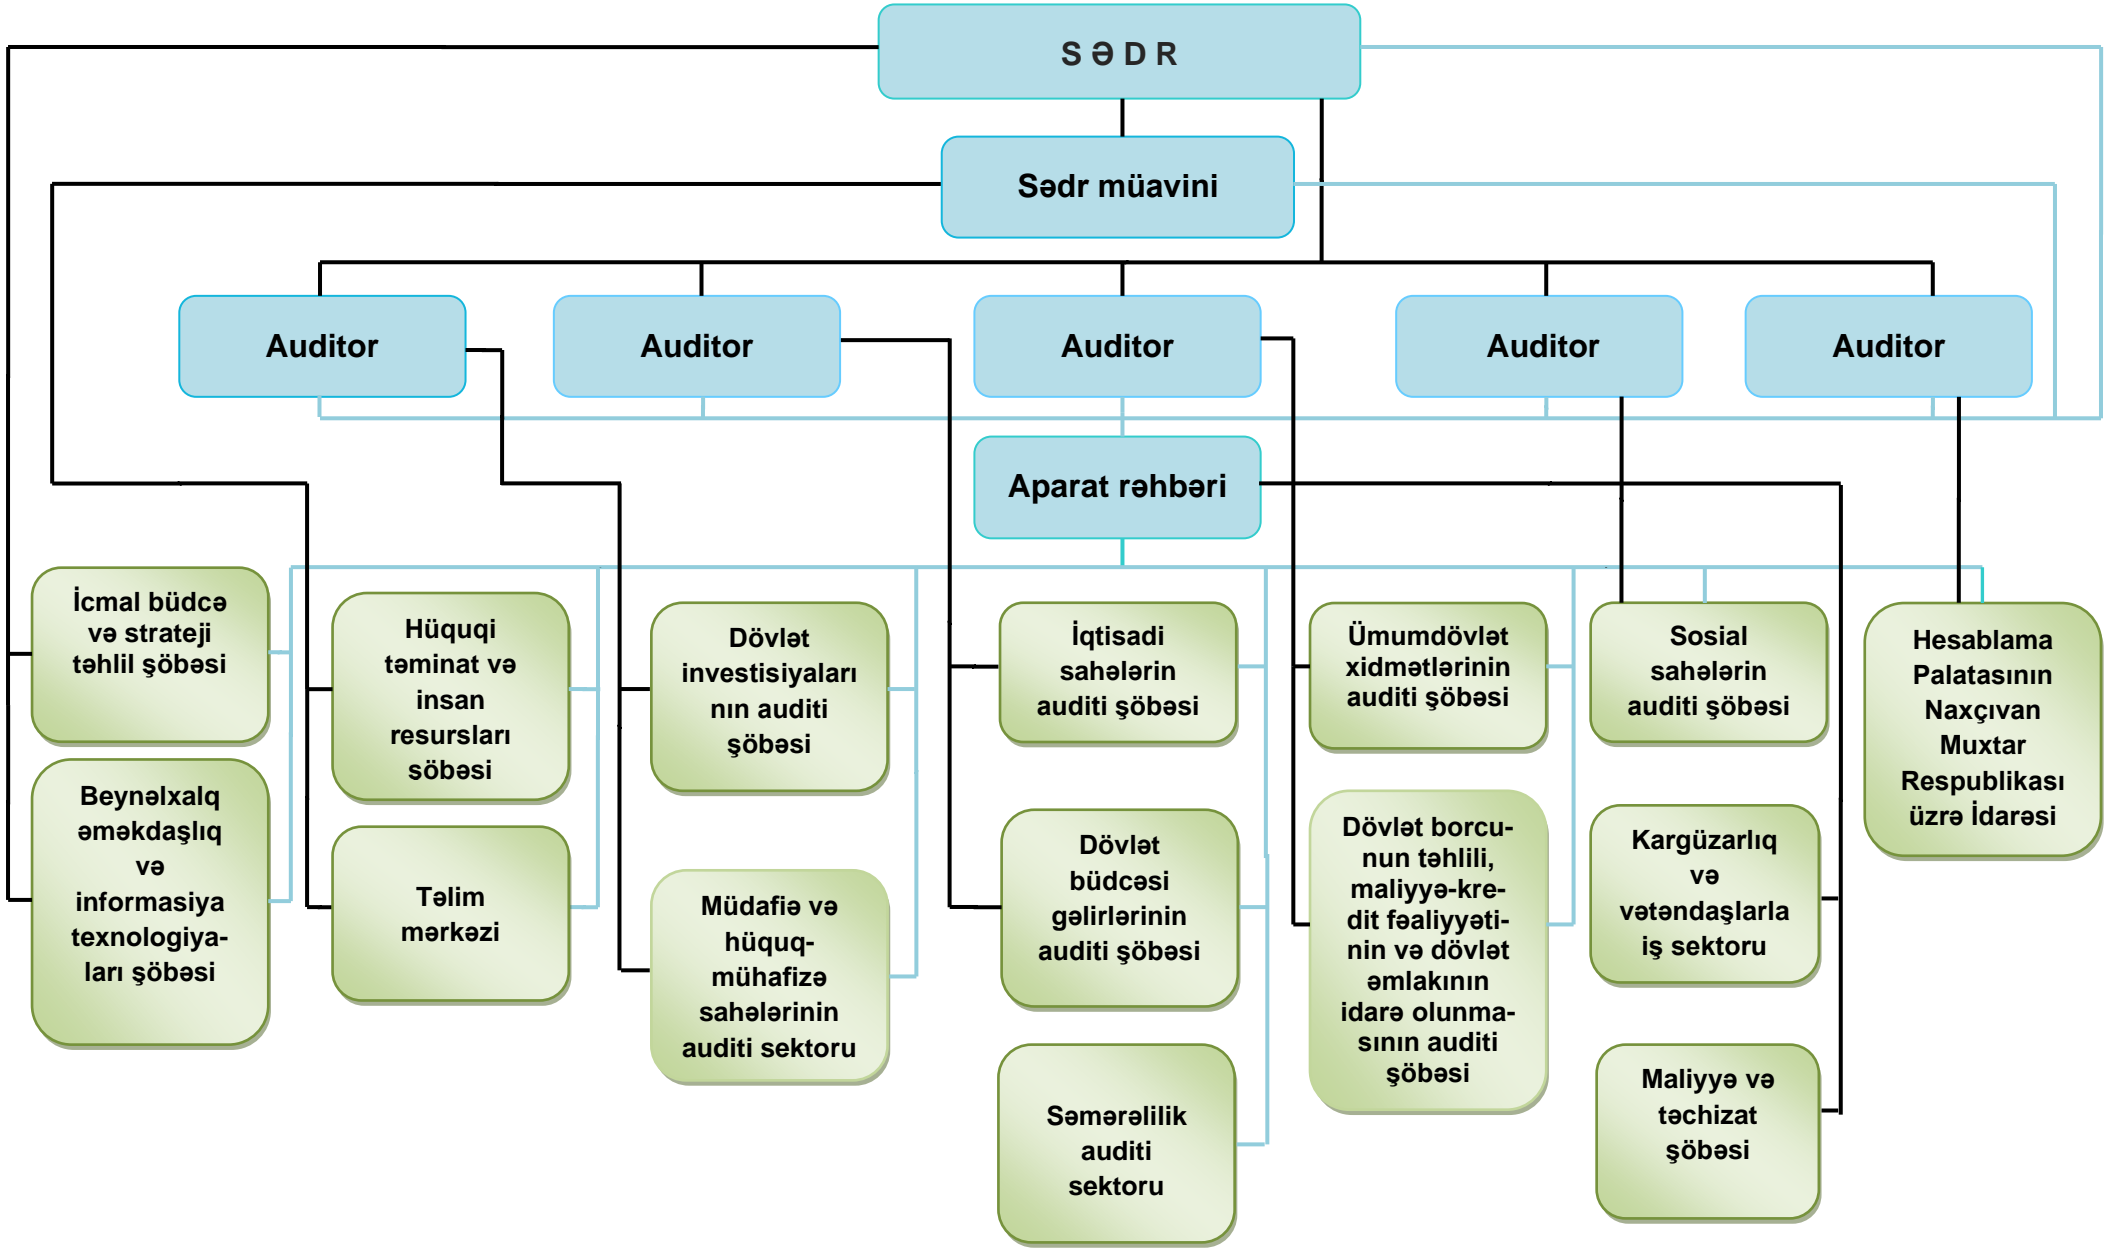 S Ə D R
Sədr müavini
Auditor
Auditor
Auditor
Auditor
Auditor
Aparat rəhbəri
İcmal büdcə
və strateji
təhlil şöbəsi
Hüquqi
təminat və
insan
resursları
söbəsi
Dövlət
investisiyaları
nın auditi
şöbəsi
İqtisadi
sahələrin
auditi şöbəsi
Ümumdövlət
xidmətlərinin
auditi şöbəsi
Sosial
sahələrin
auditi şöbəsi
Hesablama
Palatasının
Naxçıvan
Muxtar
Respublikası
üzrə İdarəsi
Beynəlxalq
əməkdaşlıq
və
informasiya
texnologiya-
ları şöbəsi
Təlim
mərkəzi
Müdafiə və
hüquq-
mühafizə
sahələrinin
auditi sektoru
Dövlət
büdcəsi
gəlirlərinin
auditi şöbəsi
Dövlət borcu-
nun təhlili,
maliyyə-kre-
dit fəaliyyəti-
nin və dövlət
əmlakının
idarə olunma-
sının auditi
şöbəsi
Kargüzarlıq
və
vətəndaşlarla
iş sektoru
Səmərəlilik
auditi
sektoru
Maliyyə və
təchizat
şöbəsi